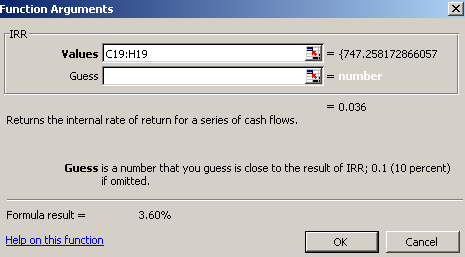 Function Arguments
IRR
Values C19:H19 = {747.258172866057
Guess = number
= 0.036
Returns the internal rate of return for a series of cash flows.
Guess is a number that you guess is close to the result of IRR; 0.1 (10 percent)
if omitted.
Formula result = 3.60%
Help on this function OK Cancel